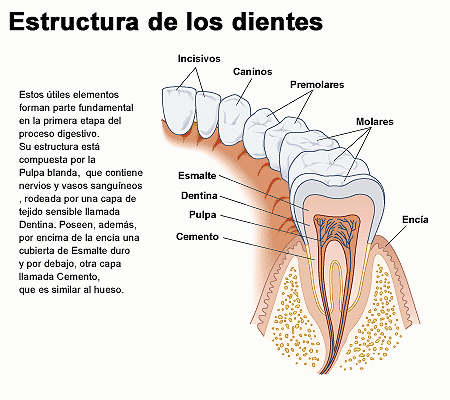 Estructura de los dientes
Incisivos
Caninos
Premolares
Molares
Estos útiles elementos
forman parte fundamental
en la primera etapa del
proceso digestivo.
Su estructura está
compuesta por la
Pulpa blanda, que contiene
nervios y vasos sanguíneos
, rodeada por una capa de
tejido sensible llamada
Dentina. Poseen, además,
por encima de la encia una
cubierta de Esmalte duro
y por debajo, otra capa
llamada Cemento,
que es similar al hueso.
Esmalte
Dentina
Pulpa
Cemento
Encía